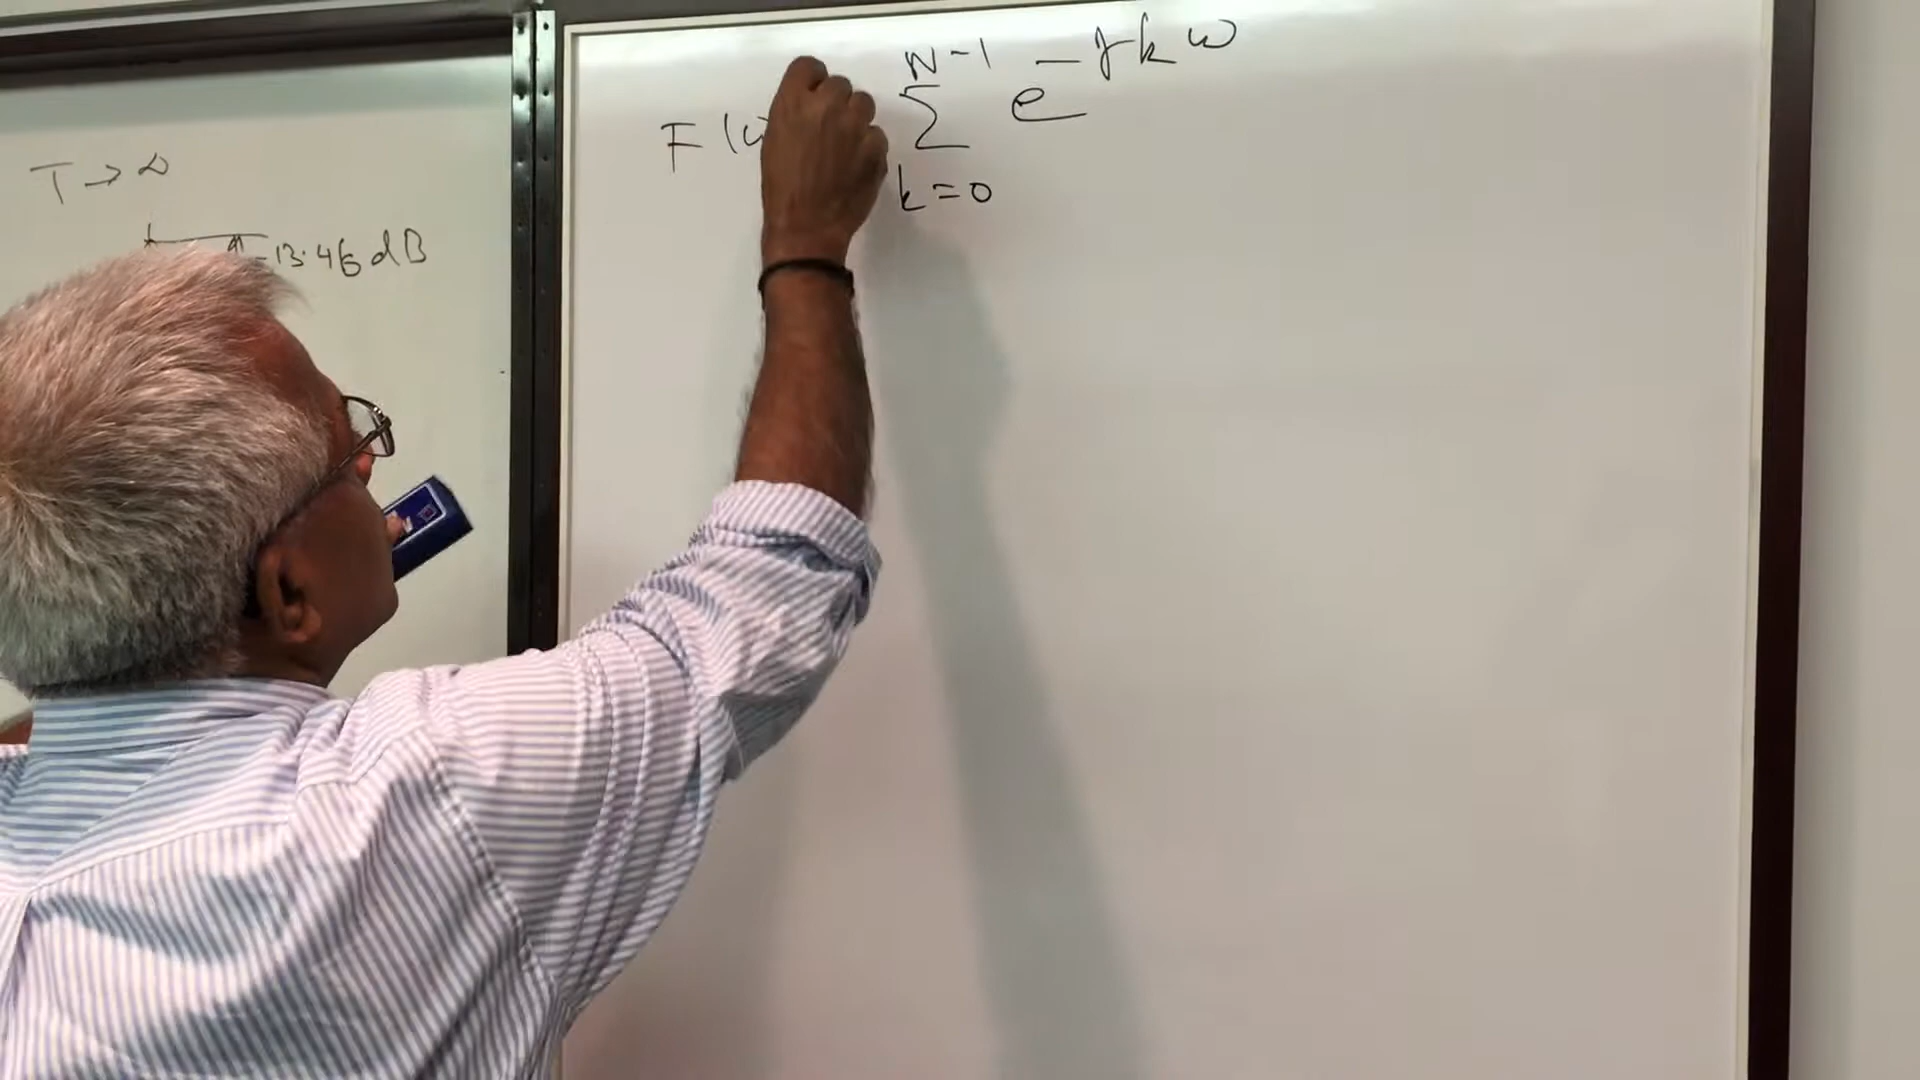 T → ∞
-13.46 dB
F(ω
N-1
∑ e^{-jkω}
k=0